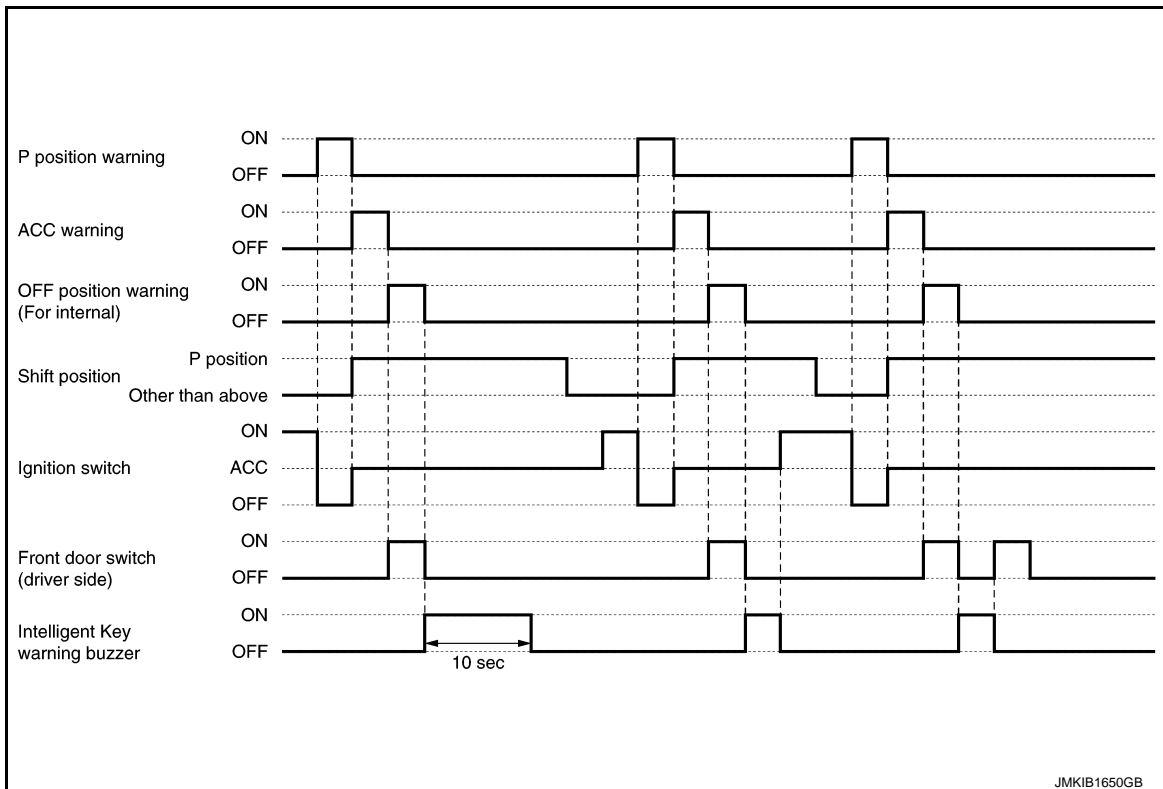 P position warning
ON
OFF
ACC warning
ON
OFF
OFF position warning
(For internal)
ON
OFF
Shift position
P position
Other than above
Ignition switch
ON
ACC
OFF
Front door switch
(driver side)
ON
OFF
Intelligent Key
warning buzzer
ON
OFF
10 sec
JMKIB1650GB